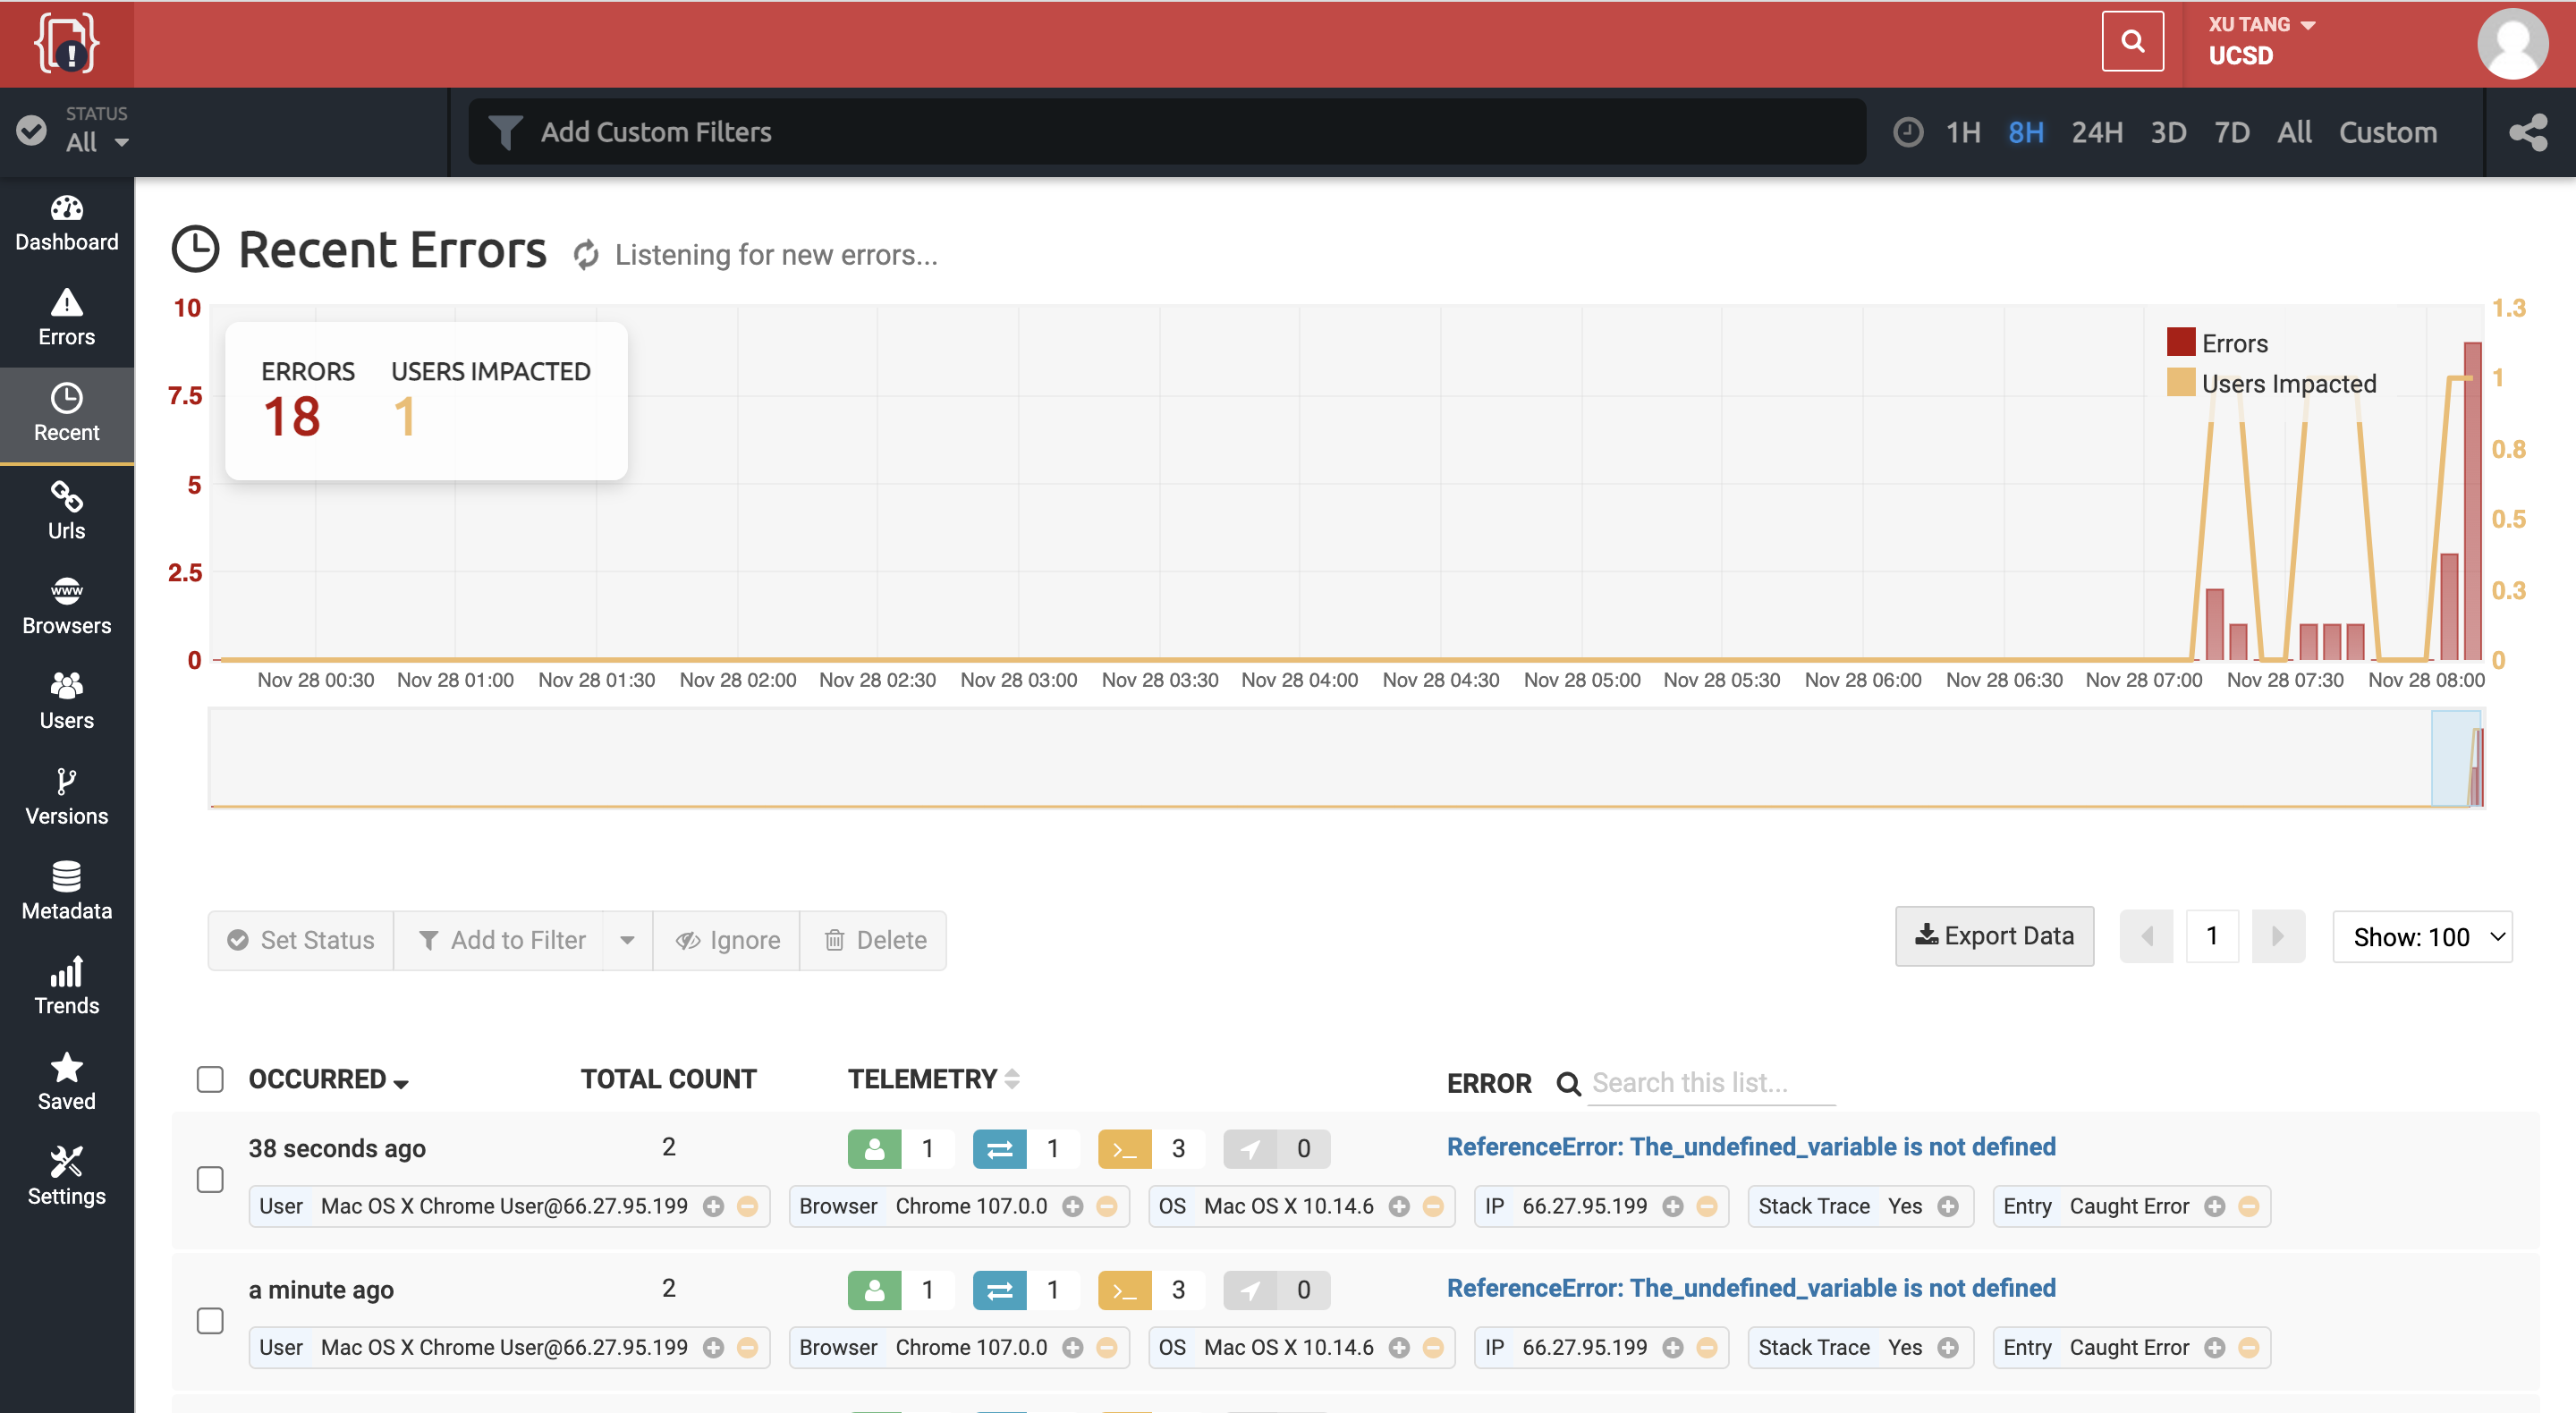 XU TANG
UCSD
STATUS
All
Add Custom Filters
1H 8H 24H 3D 7D All Custom
Dashboard
Errors
Recent
Urls
Browsers
Users
Versions
Metadata
Trends
Saved
Settings
Recent Errors Listening for new errors...
ERRORS USERS IMPACTED
18 1
Errors
Users Impacted
10
7.5
5
2.5
0
1.3
1
0.8
0.5
0.3
0
Nov 28 00:30 Nov 28 01:00 Nov 28 01:30 Nov 28 02:00 Nov 28 02:30 Nov 28 03:00 Nov 28 03:30 Nov 28 04:00 Nov 28 04:30 Nov 28 05:00 Nov 28 05:30 Nov 28 06:00 Nov 28 06:30 Nov 28 07:00 Nov 28 07:30 Nov 28 08:00
Set Status Add to Filter Ignore Delete Export Data 1 Show: 100
OCCURRED TOTAL COUNT TELEMETRY ERROR Search this list...
38 seconds ago 2 1 1 3 0 ReferenceError: The_undefined_variable is not defined
User Mac OS X Chrome User@66.27.95.199 Browser Chrome 107.0.0 OS Mac OS X 10.14.6 IP 66.27.95.199 Stack Trace Yes Entry Caught Error
a minute ago 2 1 1 3 0 ReferenceError: The_undefined_variable is not defined
User Mac OS X Chrome User@66.27.95.199 Browser Chrome 107.0.0 OS Mac OS X 10.14.6 IP 66.27.95.199 Stack Trace Yes Entry Caught Error